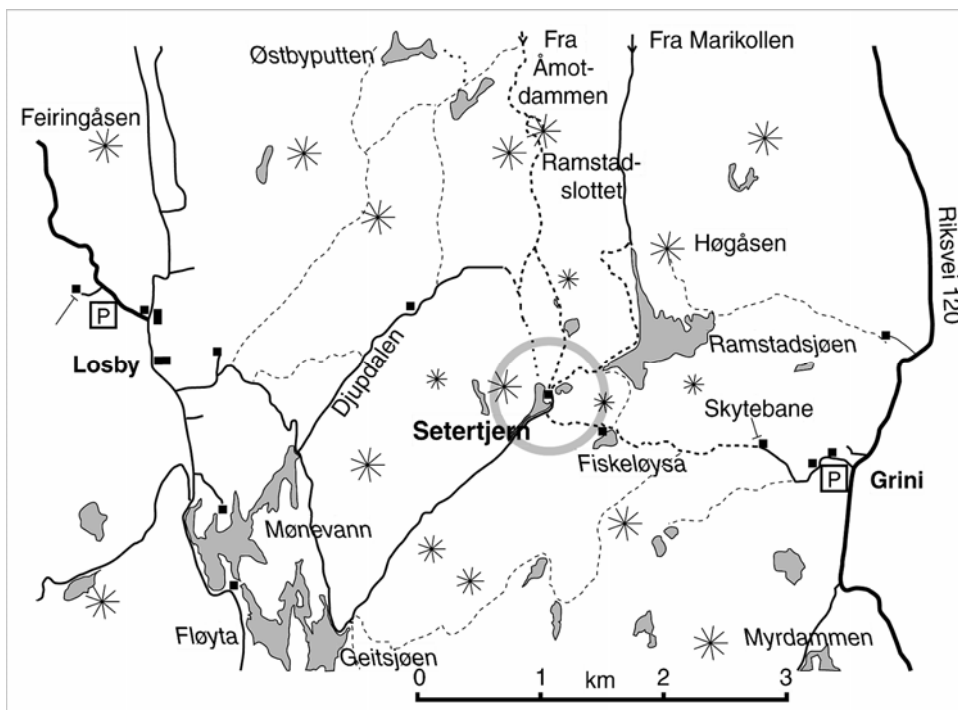 Østbyputten
Fra
Åmot-
dammen
Fra Marikollen
Feiringåsen
Ramstad-
slottet
Høgåsen
Riksvei 120
P
Losby
Djupdalen
Ramstadsjøen
Setertjern
Skytebane
Fiskeløysa
P
Grini
Mønevann
Fløyta
Geitsjøen
Myrdammen
0 1 km 2 3